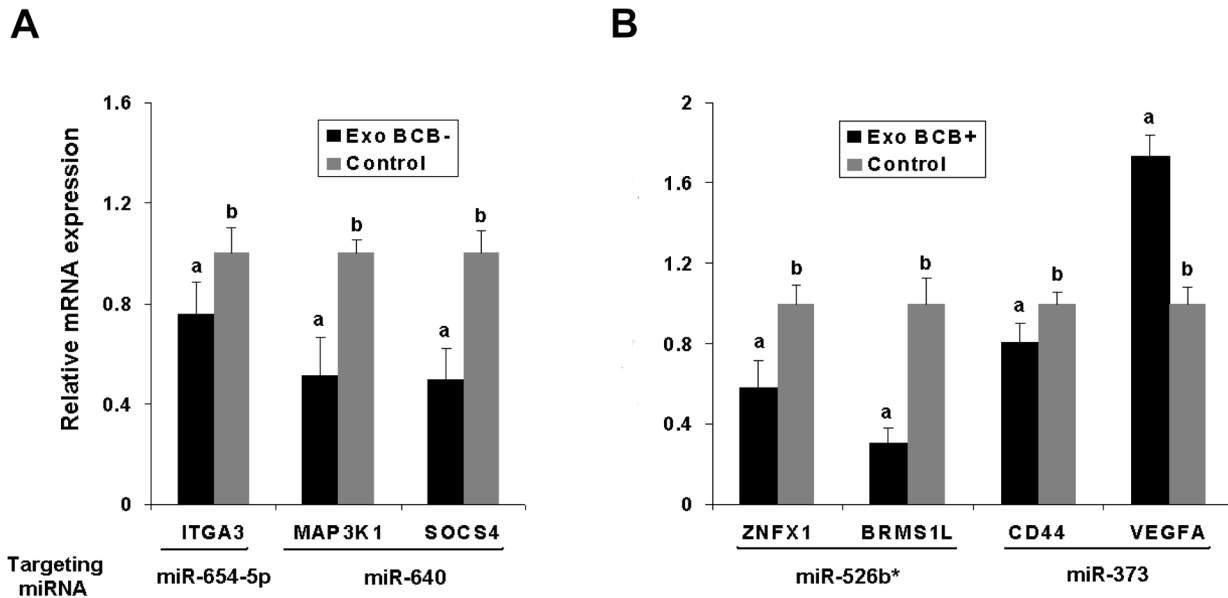 A
1.6
1.2
0.8
0.4
0
Relative mRNA expression
Exo BCB-
Control
a
b
a
b
a
b
ITGA3
MAP3K1
SOCS4
Targeting
miRNA
miR-654-5p
miR-640
B
2
1.6
1.2
0.8
0.4
0
Exo BCB+
Control
a
b
a
b
a
b
a
b
ZNFX1
BRMS1L
CD44
VEGFA
miR-526b*
miR-373